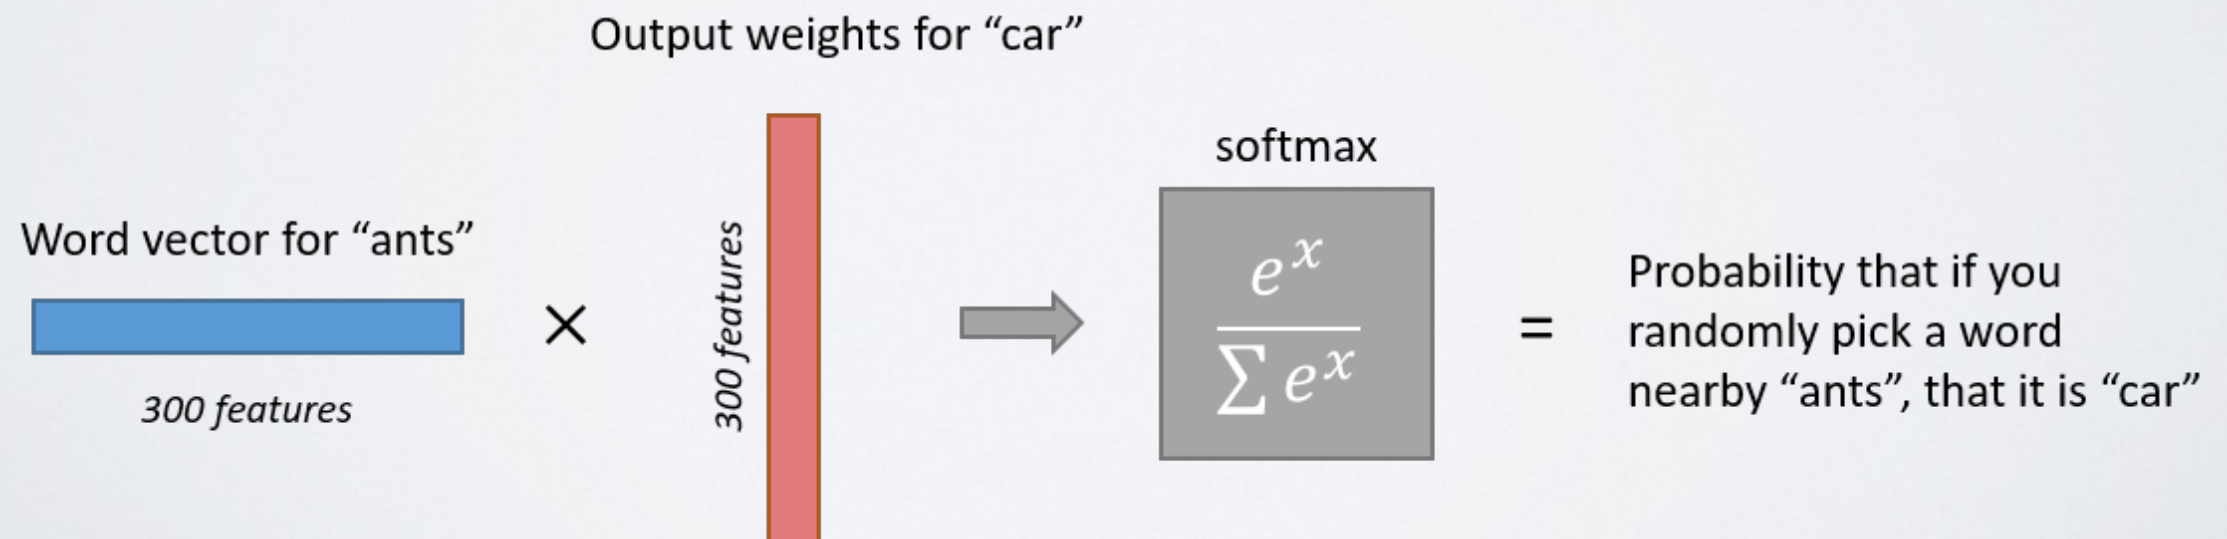 Output weights for “car”
softmax
Word vector for “ants”
300 features
×
300 features
e^x
∑ e^x
=
Probability that if you
randomly pick a word
nearby “ants”, that it is “car”